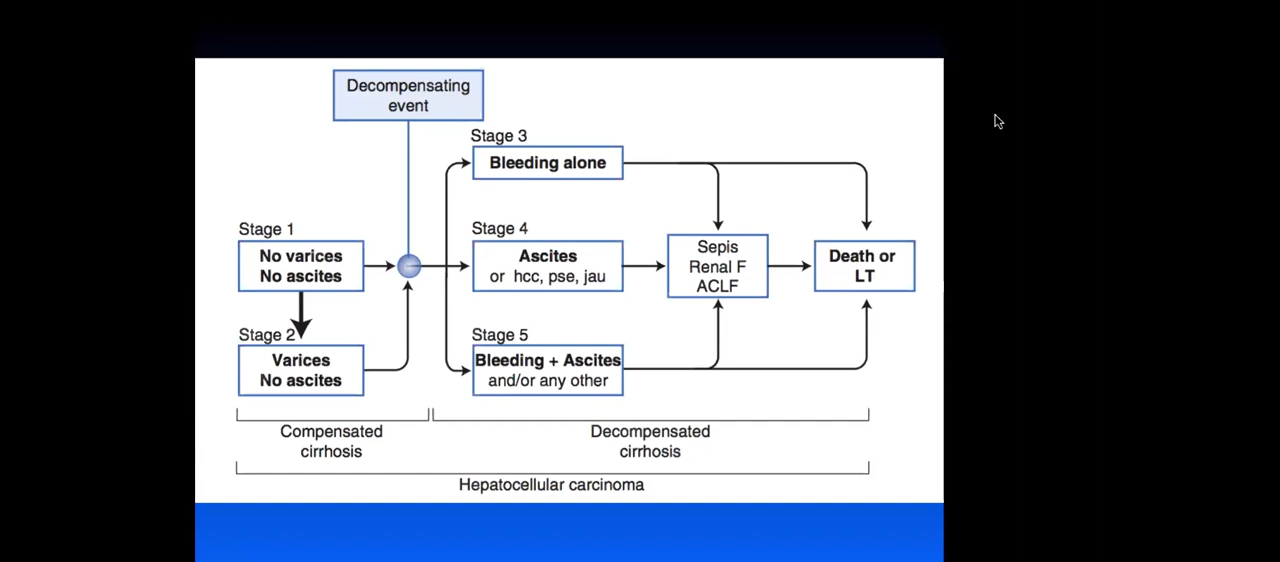 Decompensating
event
Stage 3
Bleeding alone
Stage 1
No varices
No ascites
Stage 4
Ascites
or hcc, pse, jau
Sepis
Renal F
ACLF
Death or
LT
Stage 2
Varices
No ascites
Stage 5
Bleeding + Ascites
and/or any other
Compensated
cirrhosis
Decompensated
cirrhosis
Hepatocellular carcinoma